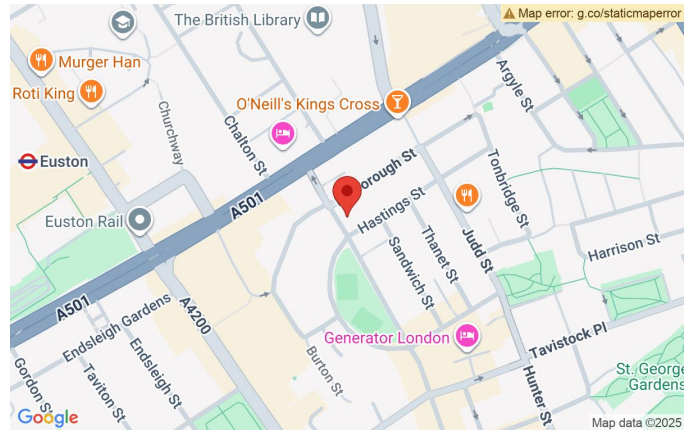 Map error: g.co/staticmaperror
The British Library
Murger Han
Roti King
O'Neill's Kings Cross
Argyle St
Churchway
Chalton St
Euston
orough St
Tonbridge St
A501
Hastings St
Euston Rail
Sandwich St
Thanet St
Judd St
Harrison St
A501
Endsleigh Gardens
A4200
Generator London
Tavistock Pl
Burton St
Endsleigh St
Taviton St
Gordon St
Hunter St
St. George
Gardens
Google
Map data ©2025